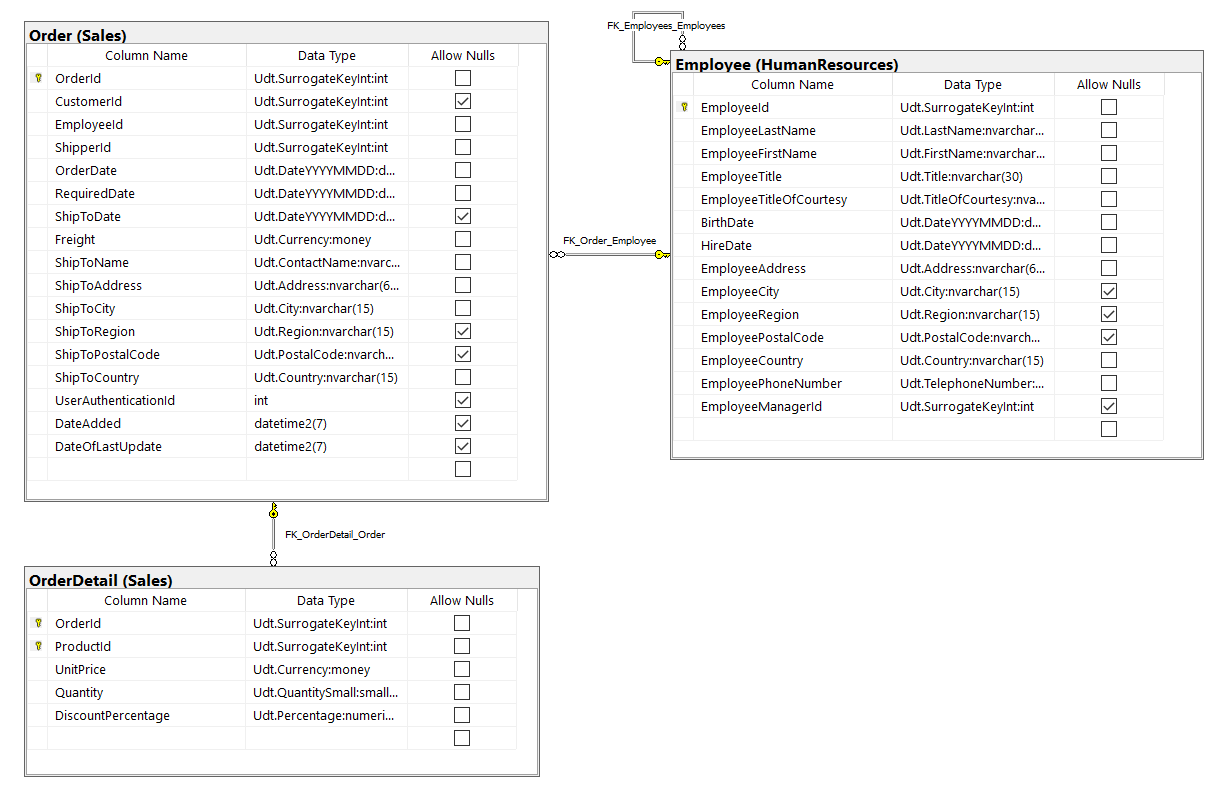 Order (Sales)
Column Name Data Type Allow Nulls
OrderId Udt.SurrogateKeyInt:int
CustomerId Udt.SurrogateKeyInt:int
EmployeeId Udt.SurrogateKeyInt:int
ShipperId Udt.SurrogateKeyInt:int
OrderDate Udt.DateYYYYMMDD:d...
RequiredDate Udt.DateYYYYMMDD:d...
ShipToDate Udt.DateYYYYMMDD:d...
Freight Udt.Currency:money
ShipToName Udt.ContactName:nvarc...
ShipToAddress Udt.Address:nvarchar(6...
ShipToCity Udt.City:nvarchar(15)
ShipToRegion Udt.Region:nvarchar(15)
ShipToPostalCode Udt.PostalCode:nvarch...
ShipToCountry Udt.Country:nvarchar(15)
UserAuthenticationId int
DateAdded datetime2(7)
DateOfLastUpdate datetime2(7)
FK_Employees_Employees
Employee (HumanResources)
Column Name Data Type Allow Nulls
EmployeeId Udt.SurrogateKeyInt:int
EmployeeLastName Udt.LastName:nvarchar...
EmployeeFirstName Udt.FirstName:nvarchar...
EmployeeTitle Udt.Title:nvarchar(30)
EmployeeTitleOfCourtesy Udt.TitleOfCourtesy:nva...
BirthDate Udt.DateYYYYMMDD:d...
HireDate Udt.DateYYYYMMDD:d...
EmployeeAddress Udt.Address:nvarchar(6...
EmployeeCity Udt.City:nvarchar(15)
EmployeeRegion Udt.Region:nvarchar(15)
EmployeePostalCode Udt.PostalCode:nvarch...
EmployeeCountry Udt.Country:nvarchar(15)
EmployeePhoneNumber Udt.TelephoneNumber:...
EmployeeManagerId Udt.SurrogateKeyInt:int
FK_Order_Employee
FK_OrderDetail_Order
OrderDetail (Sales)
Column Name Data Type Allow Nulls
OrderId Udt.SurrogateKeyInt:int
ProductId Udt.SurrogateKeyInt:int
UnitPrice Udt.Currency:money
Quantity Udt.QuantitySmall:small...
DiscountPercentage Udt.Percentage:numeri...